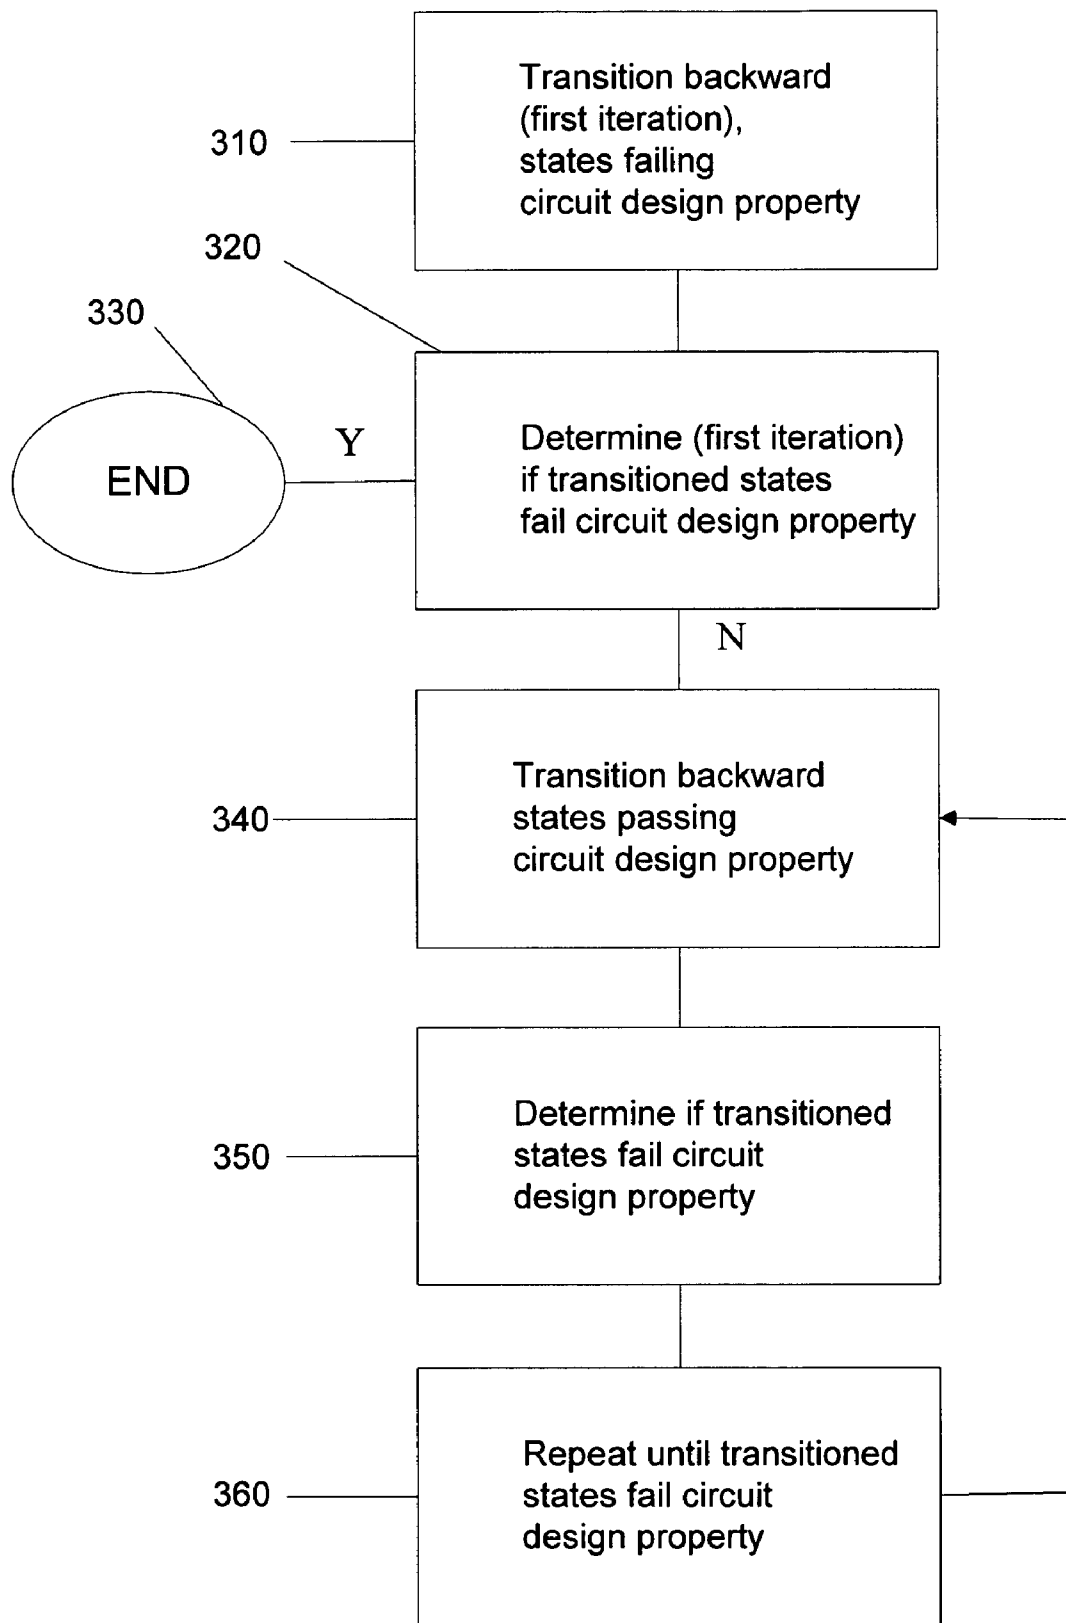 Transition backward
(first iteration),
states failing
circuit design property
310
320
330
END
Y
Determine (first iteration)
if transitioned states
fail circuit design property
N
Transition backward
states passing
circuit design property
340
Determine if transitioned
states fail circuit
design property
350
Repeat until transitioned
states fail circuit
design property
360